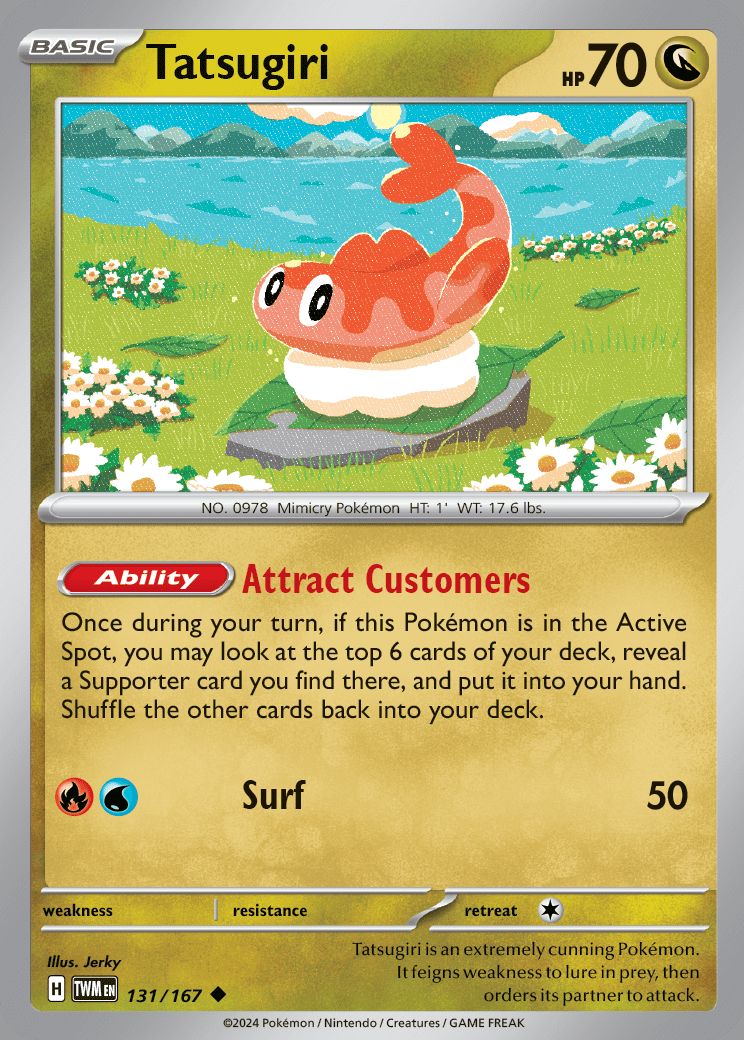 BASIC
Tatsugiri
HP 70
NO. 0978 Mimicry Pokémon HT: 1' WT: 17.6 lbs.
Ability Attract Customers
Once during your turn, if this Pokémon is in the Active
Spot, you may look at the top 6 cards of your deck, reveal
a Supporter card you find there, and put it into your hand.
Shuffle the other cards back into your deck.
Surf 50
weakness resistance retreat
Illus. Jerky
H TWM EN 131/167
Tatsugiri is an extremely cunning Pokémon.
It feigns weakness to lure in prey, then
orders its partner to attack.
©2024 Pokémon / Nintendo / Creatures / GAME FREAK